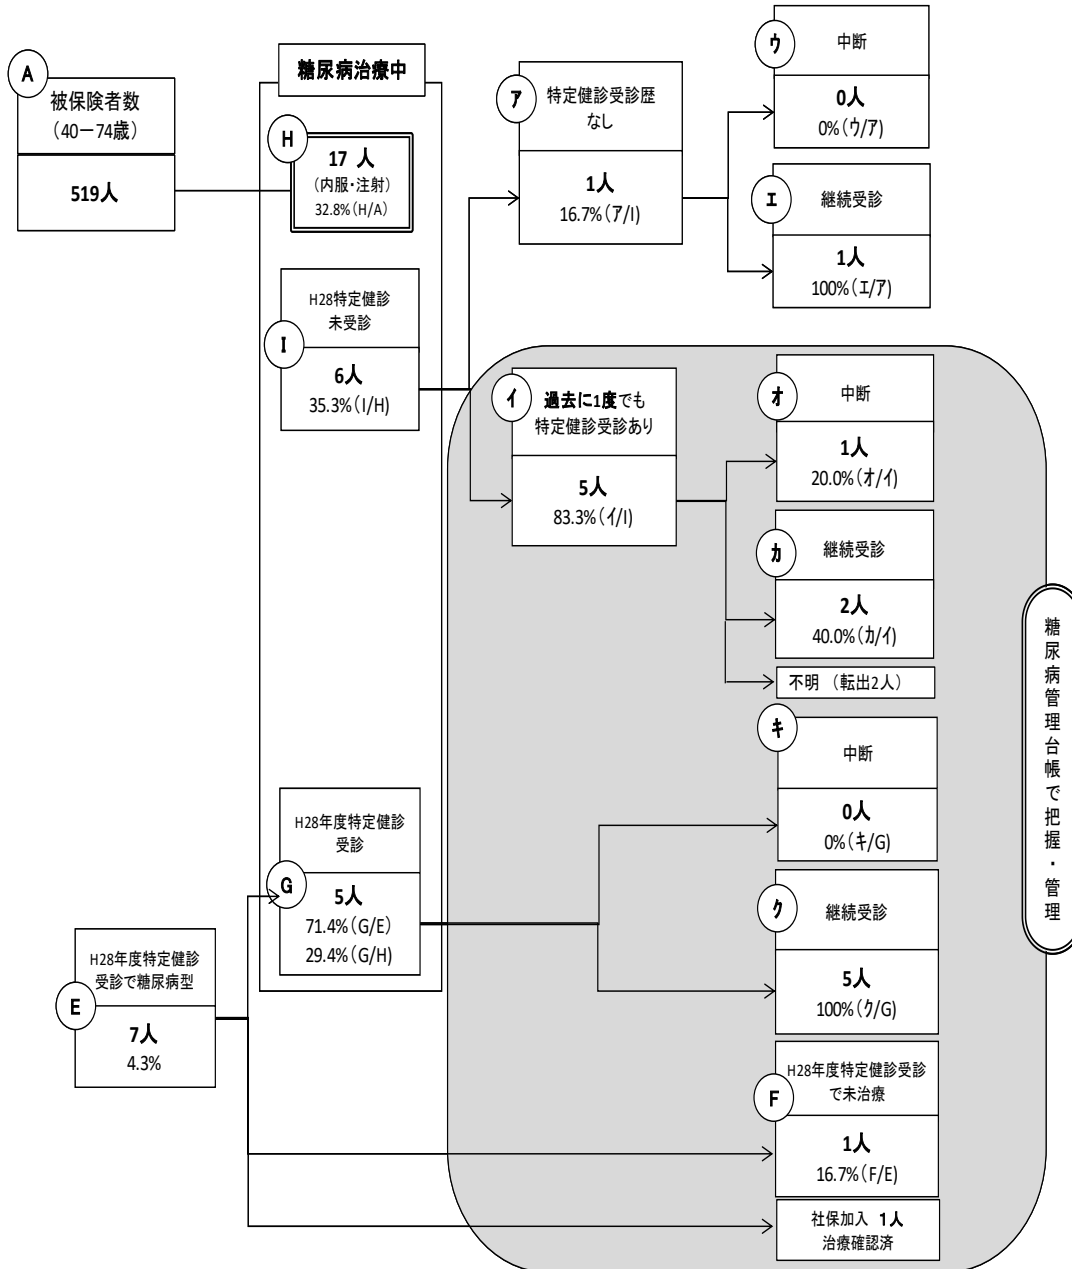 A
被保険者数
（40－74歳）
519人
糖尿病治療中
H
17 人
（内服・注射）
32.8%（H/A）
I
H28特定健診
未受診
6人
35.3%（I/H）
ア
特定健診受診歴
なし
1人
16.7%（ア/I）
ウ
中断
0人
0%（ウ/ア）
エ
継続受診
1人
100%（エ/ア）
イ
過去に1度でも
特定健診受診あり
5人
83.3%（イ/I）
オ
中断
1人
20.0%（オ/イ）
カ
継続受診
2人
40.0%（カ/イ）
不明 （転出2人）
糖尿病管理台帳で把握・管理
G
H28年度特定健診
受診
5人
71.4%（G/E）
29.4%（G/H）
キ
中断
0人
0%（キ/G）
ク
継続受診
5人
100%（ク/G）
E
H28年度特定健診
受診で糖尿病型
7人
4.3%
F
H28年度特定健診受診
で未治療
1人
16.7%（F/E）
社保加入 1人
治療確認済